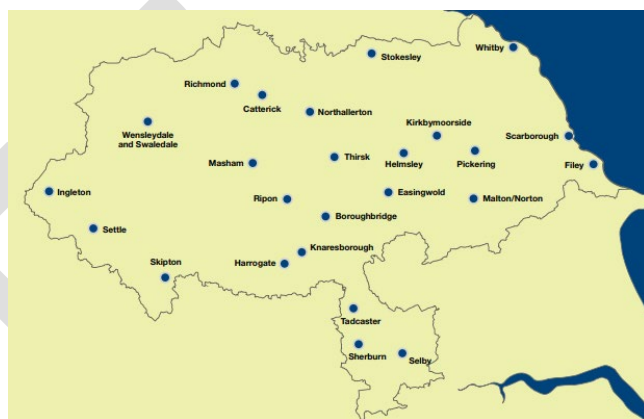 Whitby
Stokesley
Richmond
Catterick
Northallerton
Kirkbymoorside
Scarborough
Wensleydale
and Swaledale
Masham
Thirsk
Helmsley
Pickering
Filey
Ingleton
Ripon
Easingwold
Malton/Norton
Boroughbridge
Settle
Knaresborough
Skipton
Harrogate
Tadcaster
Sherburn
Selby